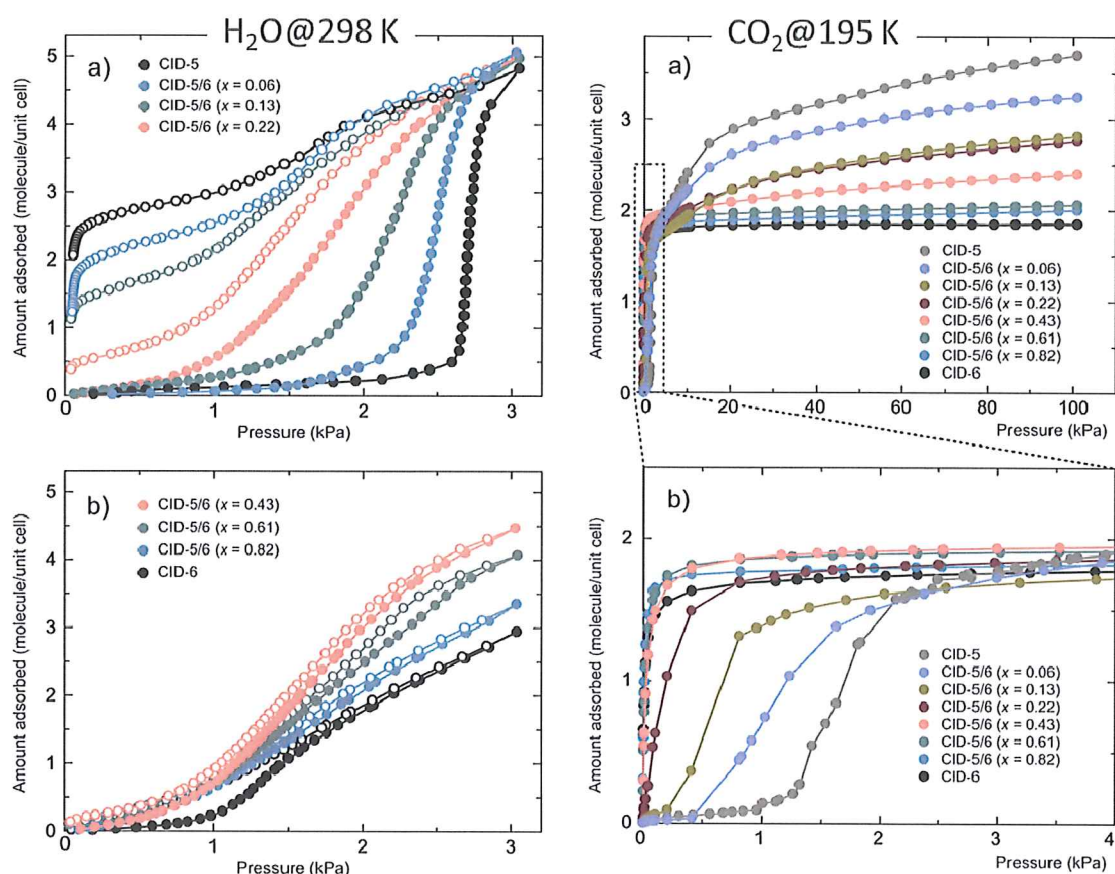 H₂O@298 K
a)
CID-5
CID-5/6 (x = 0.06)
CID-5/6 (x = 0.13)
CID-5/6 (x = 0.22)
Amount adsorbed (molecule/unit cell)
5
4
3
2
1
0
0 1 2 3
Pressure (kPa)
b)
CID-5/6 (x = 0.43)
CID-5/6 (x = 0.61)
CID-5/6 (x = 0.82)
CID-6
Amount adsorbed (molecule/unit cell)
5
4
3
2
1
0
0 1 2 3
Pressure (kPa)
CO₂@195 K
a)
CID-5
CID-5/6 (x = 0.06)
CID-5/6 (x = 0.13)
CID-5/6 (x = 0.22)
CID-5/6 (x = 0.43)
CID-5/6 (x = 0.61)
CID-5/6 (x = 0.82)
CID-6
Amount adsorbed (molecule/unit cell)
3
2
1
0
0 20 40 60 80 100
Pressure (kPa)
b)
CID-5
CID-5/6 (x = 0.06)
CID-5/6 (x = 0.13)
CID-5/6 (x = 0.22)
CID-5/6 (x = 0.43)
CID-5/6 (x = 0.61)
CID-5/6 (x = 0.82)
CID-6
Amount adsorbed (molecule/unit cell)
2
1
0
0 1 2 3 4
Pressure (kPa)